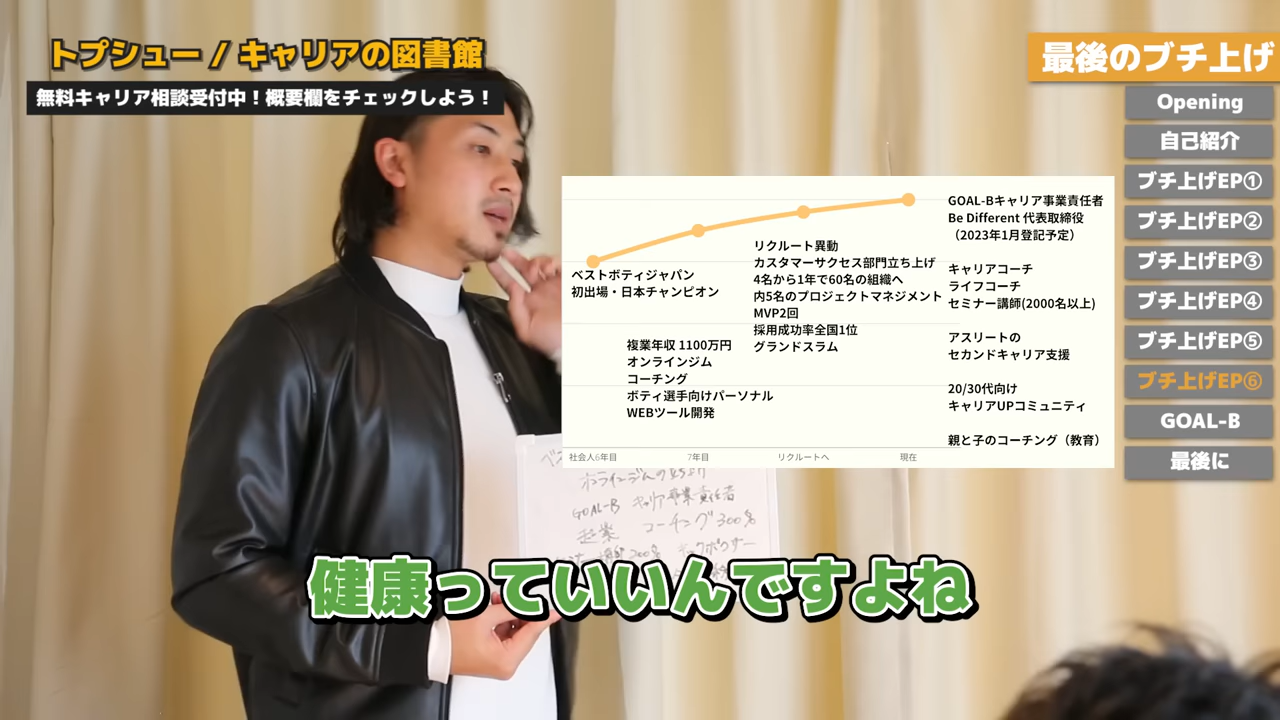 トプシュー / キャリアの図書館
無料キャリア相談受付中！概要欄をチェックしよう！
最後のブチ上げ
Opening
自己紹介
ブチ上げEP①
ブチ上げEP②
ブチ上げEP③
ブチ上げEP④
ブチ上げEP⑤
ブチ上げEP⑥
GOAL-B
最後に
ベストボティジャパン
初出場・日本チャンピオン
複業年収 1100万円
オンラインジム
コーチング
ボティ選手向けパーソナル
WEBツール開発
リクルート異動
カスタマーサクセス部門立ち上げ
4名から1年で60名の組織へ
内5名のプロジェクトマネジメント
MVP2回
採用成功率全国1位
グランドスラム
GOAL-Bキャリア事業責任者
Be Different 代表取締役
（2023年1月登記予定）
キャリアコーチ
ライフコーチ
セミナー講師(2000名以上)
アスリートの
セカンドキャリア支援
20/30代向け
キャリアUPコミュニティ
親と子のコーチング（教育）
社会人6年目
7年目
リクルートへ
現在
GOAL-B キャリア事業責任者
起業 コーチング300名
健康っていいんですよね